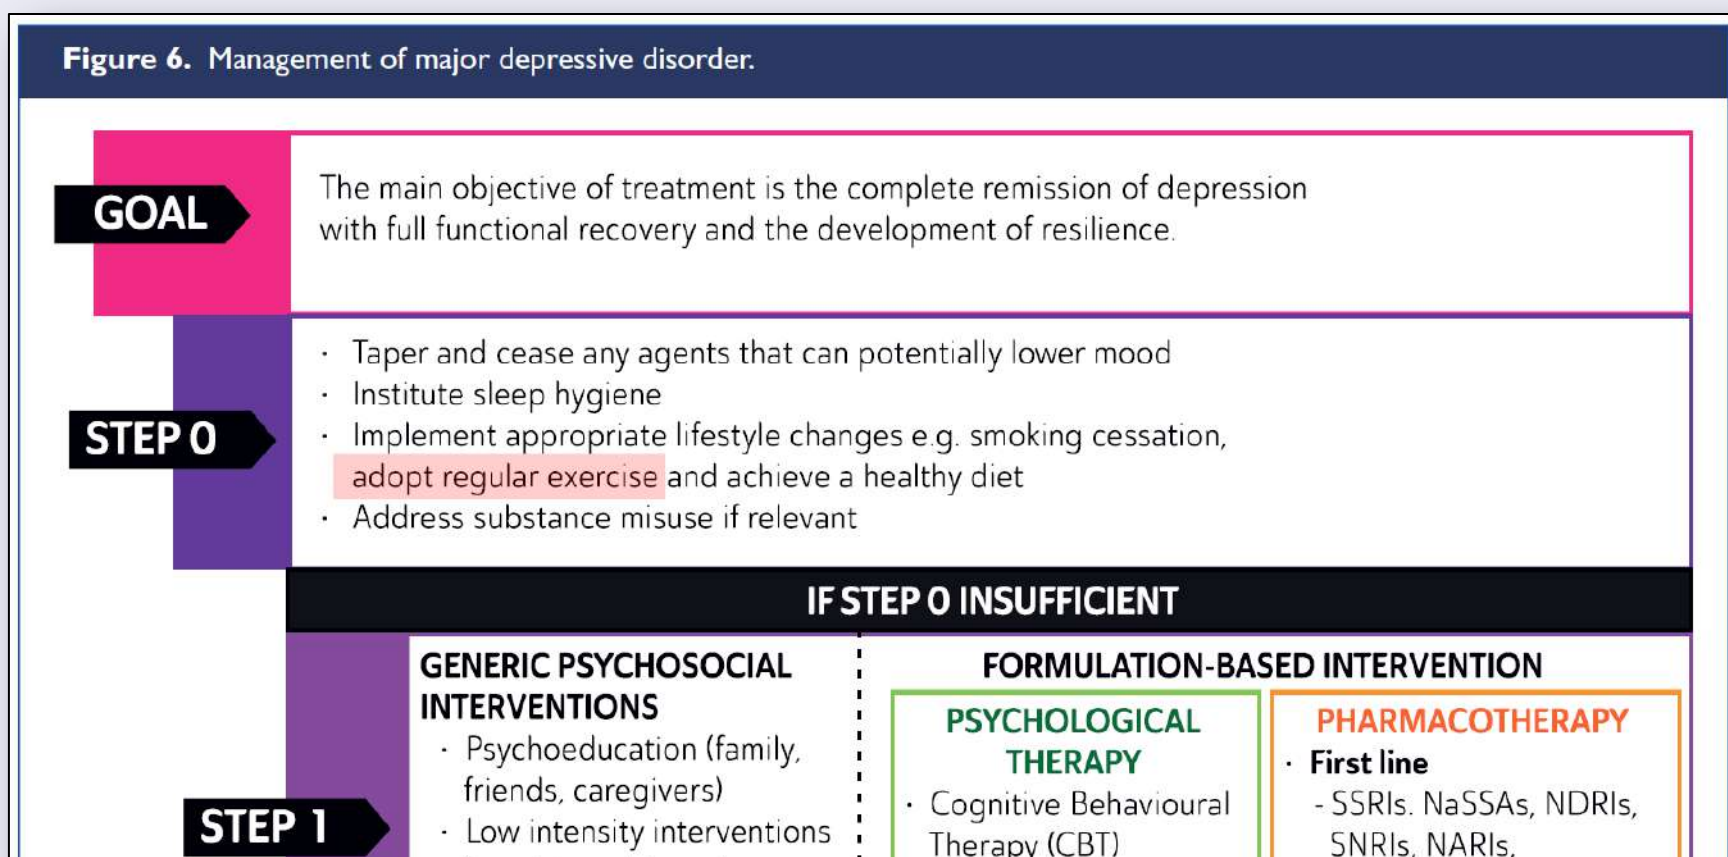 Figure 6. Management of major depressive disorder.
GOAL
The main objective of treatment is the complete remission of depression
with full functional recovery and the development of resilience.
STEP 0
· Taper and cease any agents that can potentially lower mood
· Institute sleep hygiene
· Implement appropriate lifestyle changes e.g. smoking cessation,
adopt regular exercise and achieve a healthy diet
· Address substance misuse if relevant
IF STEP 0 INSUFFICIENT
STEP 1
GENERIC PSYCHOSOCIAL
INTERVENTIONS
· Psychoeducation (family,
friends, caregivers)
· Low intensity interventions
FORMULATION-BASED INTERVENTION
PSYCHOLOGICAL
THERAPY
· Cognitive Behavioural
Therapy (CBT)
PHARMACOTHERAPY
· First line
- SSRIs. NaSSAs, NDRIs,
SNRIs, NARIs,